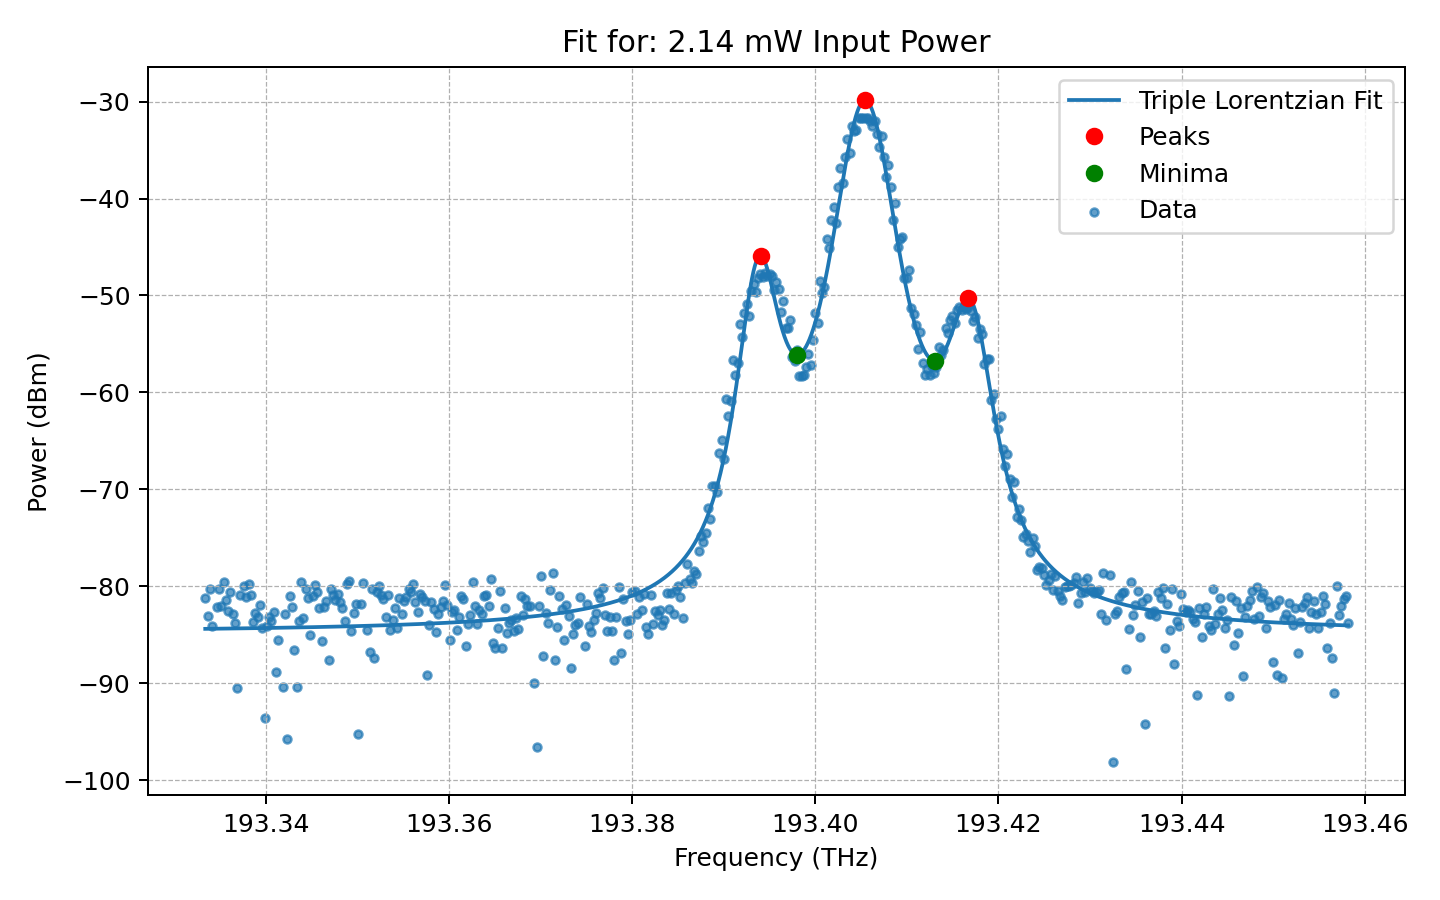 Fit for: 2.14 mW Input Power
Triple Lorentzian Fit
Peaks
Minima
Data
Power (dBm)
−30
−40
−50
−60
−70
−80
−90
−100
193.34 193.36 193.38 193.40 193.42 193.44 193.46
Frequency (THz)